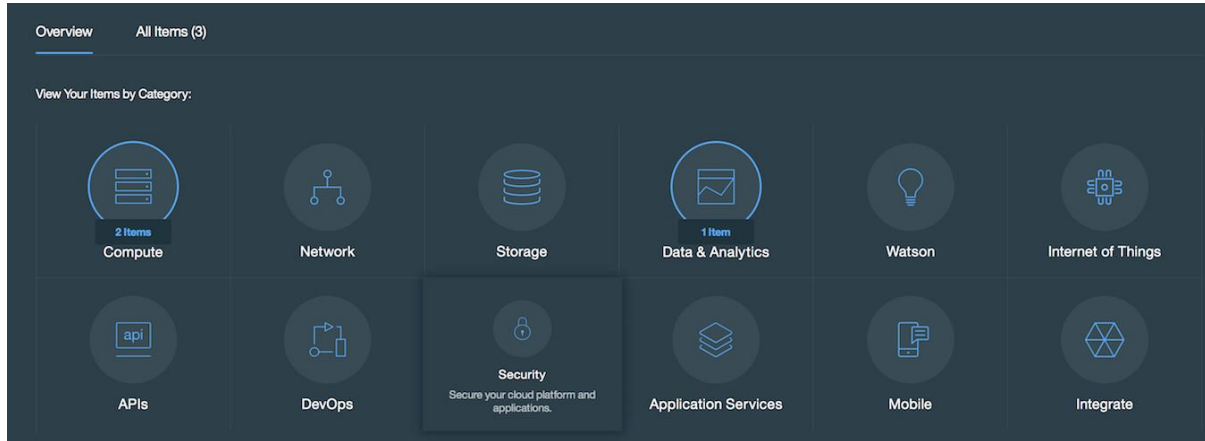 Overview All Items (3)
View Your Items by Category:
2 Items 1 Item
Compute Network Storage Data & Analytics Watson Internet of Things
api
APIs DevOps Security Application Services Mobile Integrate
Secure your cloud platform and
applications.